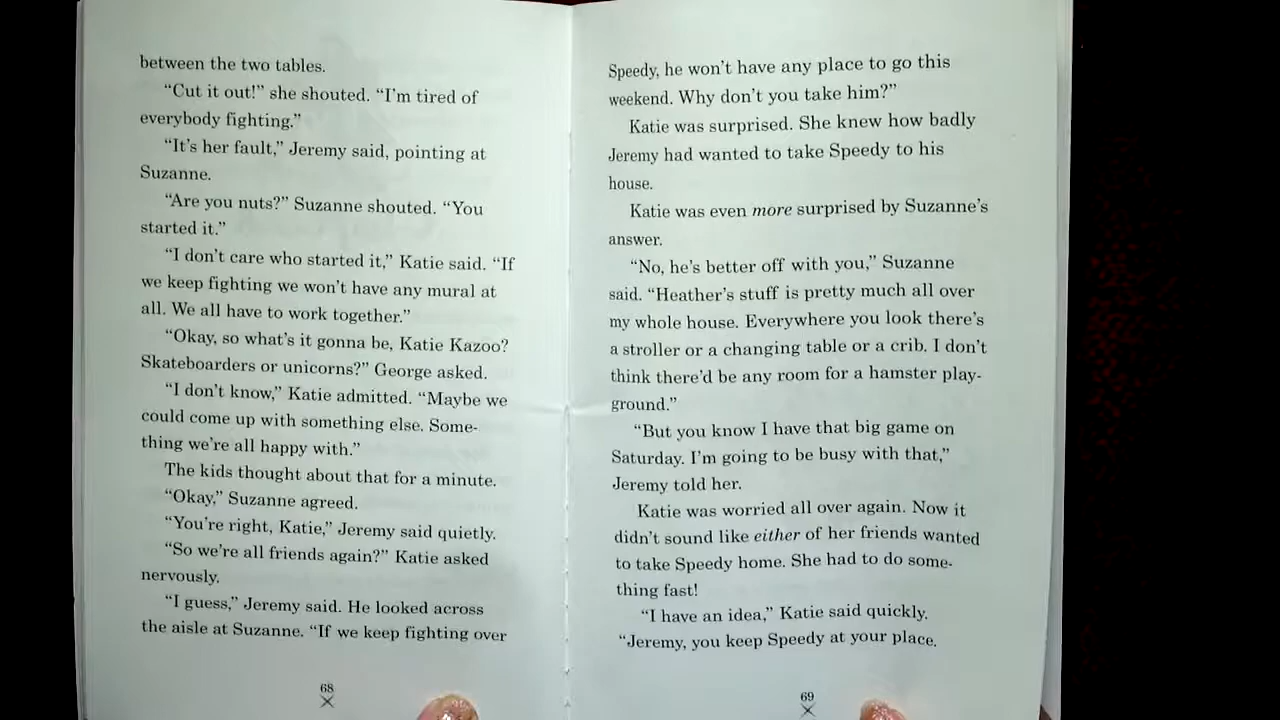 between the two tables.
“Cut it out!” she shouted. “I’m tired of
everybody fighting.”
“It’s her fault,” Jeremy said, pointing at
Suzanne.
“Are you nuts?” Suzanne shouted. “You
started it.”
“I don’t care who started it,” Katie said. “If
we keep fighting we won’t have any mural at
all. We all have to work together.”
“Okay, so what’s it gonna be, Katie Kazoo?
Skateboarders or unicorns?” George asked.
“I don’t know,” Katie admitted. “Maybe we
could come up with something else. Some-
thing we’re all happy with.”
The kids thought about that for a minute.
“Okay,” Suzanne agreed.
“You’re right, Katie,” Jeremy said quietly.
“So we’re all friends again?” Katie asked
nervously.
“I guess,” Jeremy said. He looked across
the aisle at Suzanne. “If we keep fighting over
68
Speedy, he won’t have any place to go this
weekend. Why don’t you take him?”
Katie was surprised. She knew how badly
Jeremy had wanted to take Speedy to his
house.
Katie was even more surprised by Suzanne’s
answer.
“No, he’s better off with you,” Suzanne
said. “Heather’s stuff is pretty much all over
my whole house. Everywhere you look there’s
a stroller or a changing table or a crib. I don’t
think there’d be any room for a hamster play-
ground.”
“But you know I have that big game on
Saturday. I’m going to be busy with that,”
Jeremy told her.
Katie was worried all over again. Now it
didn’t sound like either of her friends wanted
to take Speedy home. She had to do some-
thing fast!
“I have an idea,” Katie said quickly.
“Jeremy, you keep Speedy at your place.
69